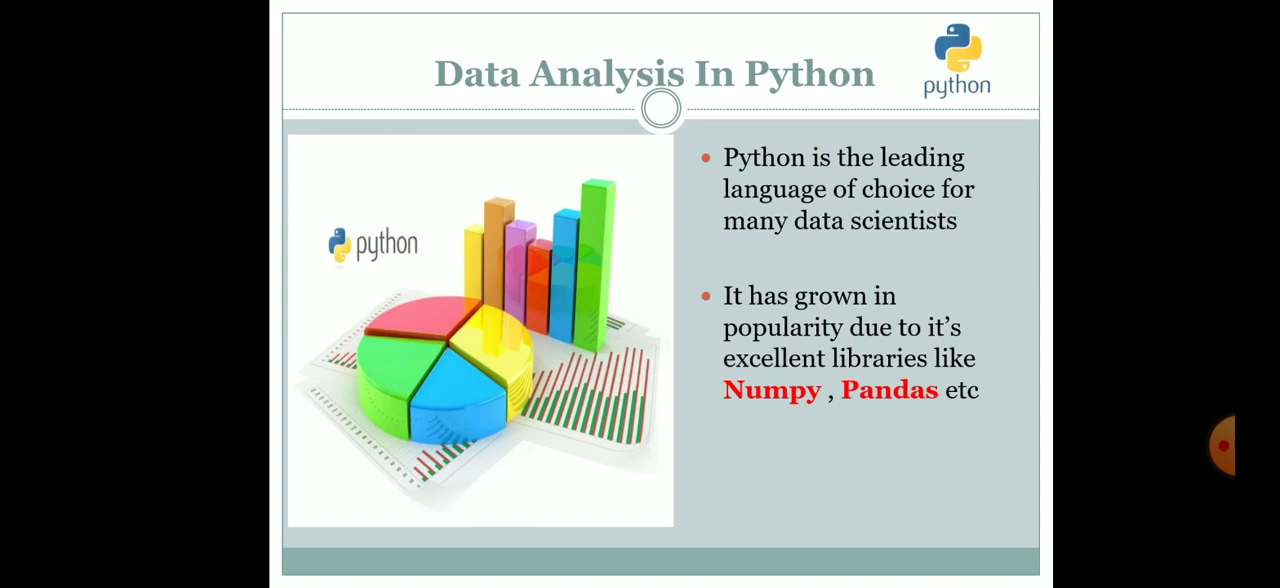 Data Analysis In Python
python
python
• Python is the leading
language of choice for
many data scientists
• It has grown in
popularity due to it’s
excellent libraries like
Numpy , Pandas etc